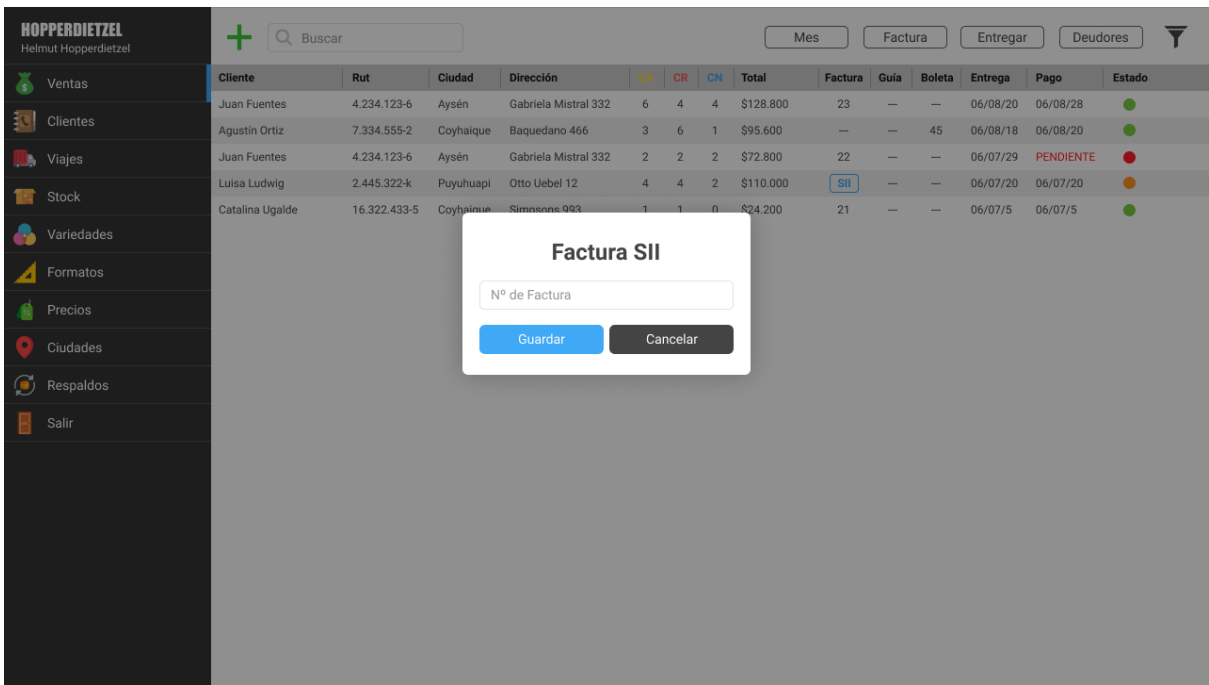 HOPPERDIETZEL
Helmut Hopperdietzel
Ventas
Clientes
Viajes
Stock
Variedades
Formatos
Precios
Ciudades
Respaldos
Salir
Buscar Mes Factura Entregar Deudores
Cliente Rut Ciudad Dirección CA CR CN Total Factura Guía Boleta Entrega Pago Estado
Juan Fuentes 4.234.123-6 Aysén Gabriela Mistral 332 6 4 4 $128.800 23 — — 06/08/20 06/08/28
Agustín Ortiz 7.334.555-2 Coyhaique Baquedano 466 3 6 1 $95.600 — — 45 06/08/18 06/08/20
Juan Fuentes 4.234.123-6 Aysén Gabriela Mistral 332 2 2 2 $72.800 22 — — 06/07/29 PENDIENTE
Luisa Ludwig 2.445.322-k Puyuhuapi Otto Uebel 12 4 4 2 $110.000 SII — — 06/07/20 06/07/20
Catalina Ugalde 16.322.433-5 Coyhaique Simpsons 993 1 1 0 $24.200 21 — — 06/07/5 06/07/5
Factura SII
Nº de Factura
Guardar Cancelar